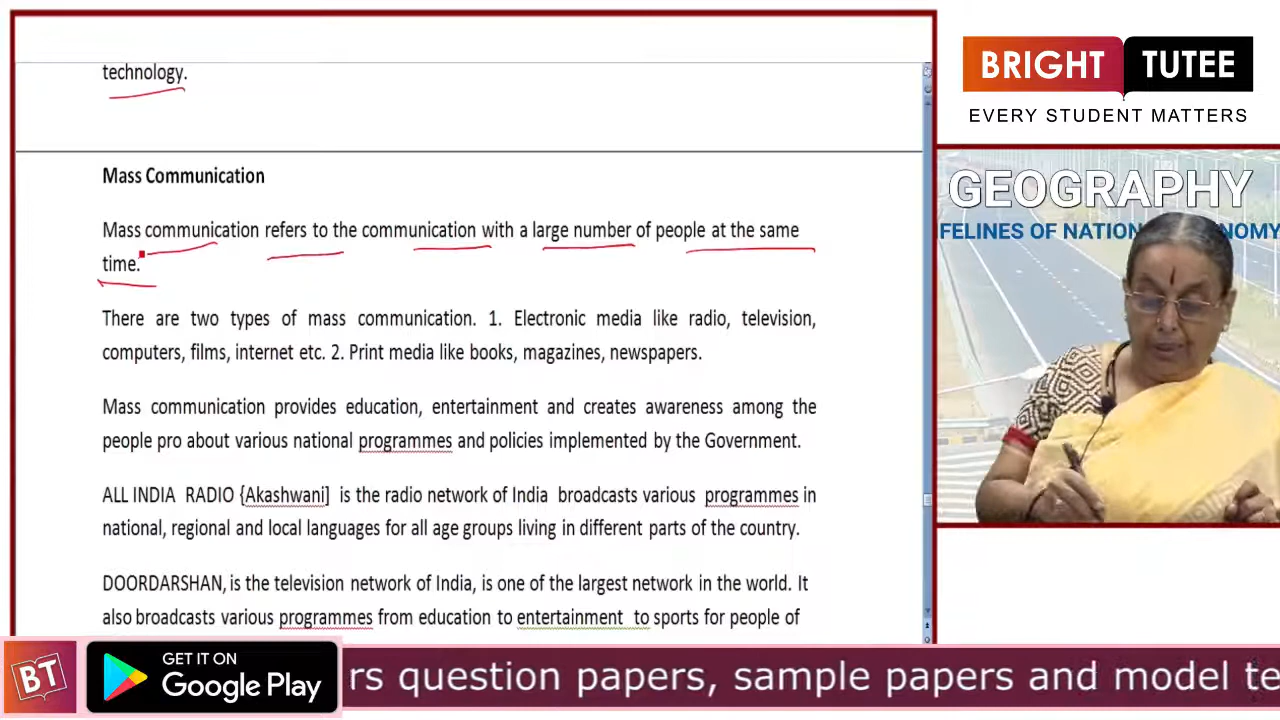 technology.
Mass Communication
Mass communication refers to the communication with a large number of people at the same
time.
There are two types of mass communication. 1. Electronic media like radio, television,
computers, films, internet etc. 2. Print media like books, magazines, newspapers.
Mass communication provides education, entertainment and creates awareness among the
people pro about various national programmes and policies implemented by the Government.
ALL INDIA RADIO {Akashwani] is the radio network of India broadcasts various programmes in
national, regional and local languages for all age groups living in different parts of the country.
DOORDARSHAN, is the television network of India, is one of the largest network in the world. It
also broadcasts various programmes from education to entertainment to sports for people of
BRIGHT TUTEE
EVERY STUDENT MATTERS
GEOGRAPHY
FELINES OF NATION
NOMY
BT
GET IT ON
Google Play
rs question papers, sample papers and model te